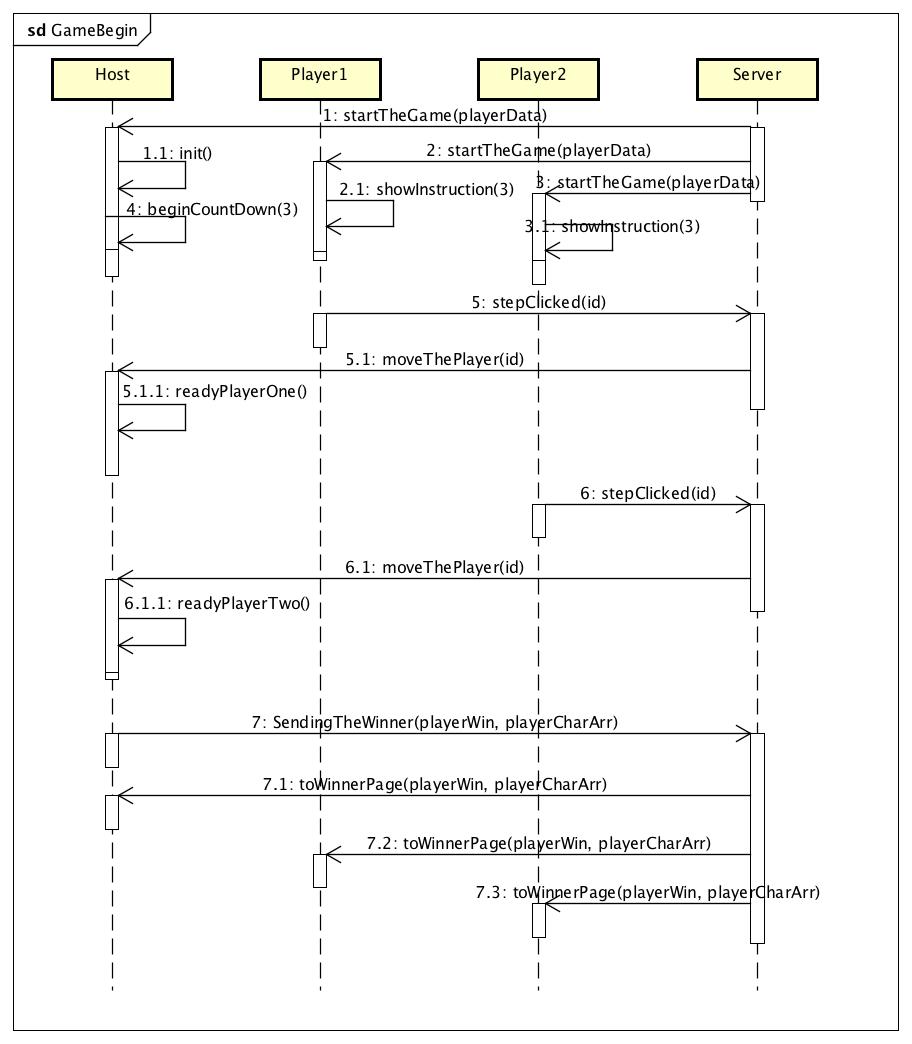 sd GameBegin
Host
Player1
Player2
Server
1: startTheGame(playerData)
1.1: init()
2: startTheGame(playerData)
3: startTheGame(playerData)
2.1: showInstruction(3)
4: beginCountDown(3)
3.1: showInstruction(3)
5: stepClicked(id)
5.1: moveThePlayer(id)
5.1.1: readyPlayerOne()
6: stepClicked(id)
6.1: moveThePlayer(id)
6.1.1: readyPlayerTwo()
7: SendingTheWinner(playerWin, playerCharArr)
7.1: toWinnerPage(playerWin, playerCharArr)
7.2: toWinnerPage(playerWin, playerCharArr)
7.3: toWinnerPage(playerWin, playerCharArr)